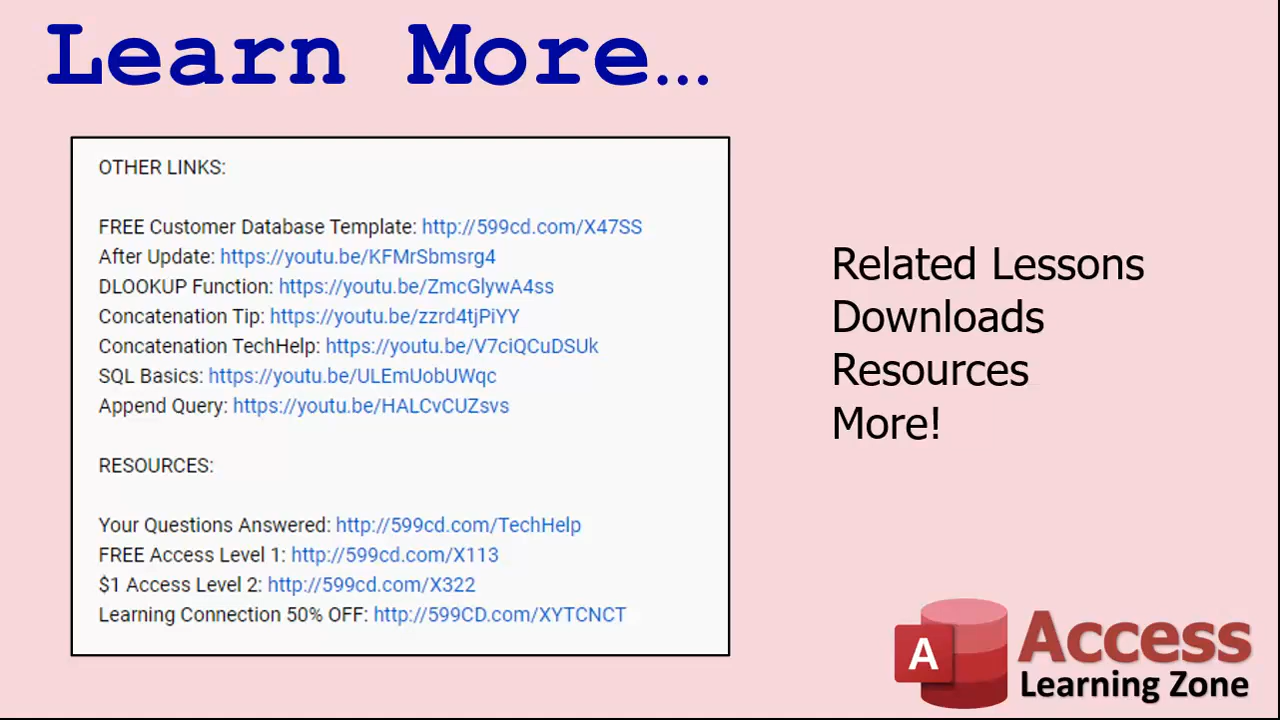 Learn More...
OTHER LINKS:
FREE Customer Database Template: http://599cd.com/X47SS
After Update: https://youtu.be/KFMrSbmsrg4
DLOOKUP Function: https://youtu.be/ZmcGlywA4ss
Concatenation Tip: https://youtu.be/zzrd4tjPiYY
Concatenation TechHelp: https://youtu.be/V7ciQCuDSUk
SQL Basics: https://youtu.be/ULEmUobUWqc
Append Query: https://youtu.be/HALCvCUZsvs
RESOURCES:
Your Questions Answered: http://599cd.com/TechHelp
FREE Access Level 1: http://599cd.com/X113
$1 Access Level 2: http://599cd.com/X322
Learning Connection 50% OFF: http://599CD.com/XYTCNCT
Related Lessons
Downloads
Resources
More!
A
Access
Learning Zone